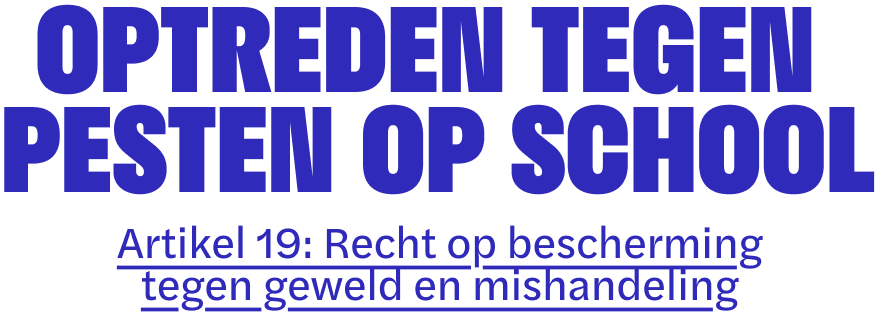 OPTREDEN TEGEN
PESTEN OP SCHOOL
Artikel 19: Recht op bescherming
tegen geweld en mishandeling